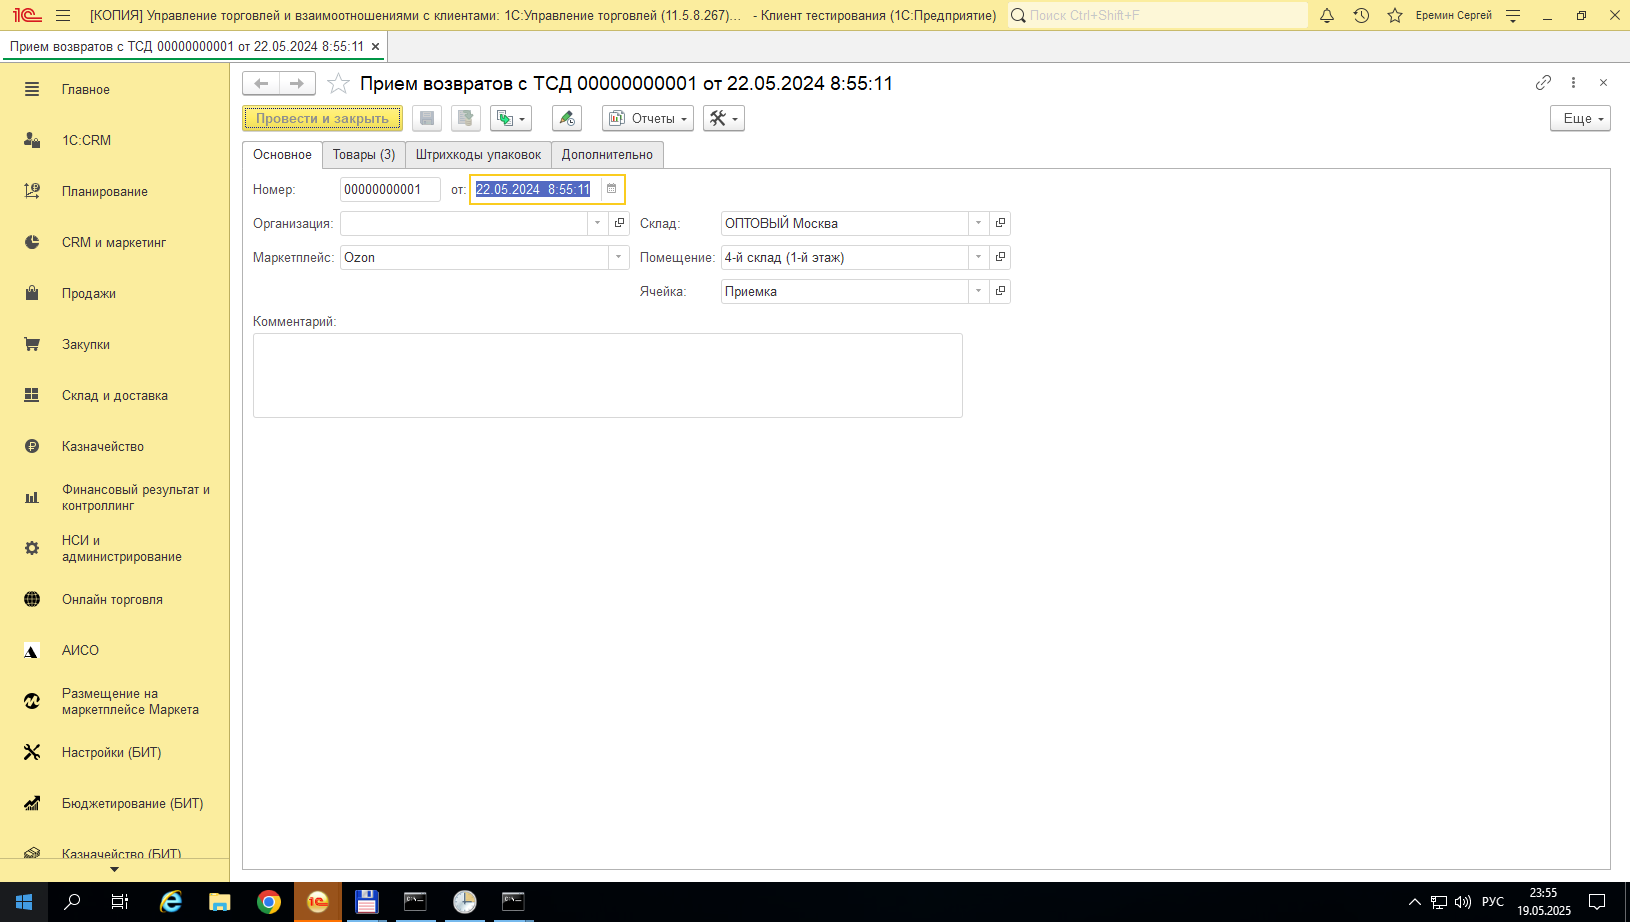 [КОПИЯ] Управление торговлей и взаимоотношениями с клиентами: 1С:Управление торговлей (11.5.8.267)... - Клиент тестирования (1С:Предприятие)
Поиск Ctrl+Shift+F
Еремин Сергей
Прием возвратов с ТСД 00000000001 от 22.05.2024 8:55:11
Главное
1С:CRM
Планирование
CRM и маркетинг
Продажи
Закупки
Склад и доставка
Казначейство
Финансовый результат и
контроллинг
НСИ и
администрирование
Онлайн торговля
АИСО
Размещение на
маркетплейсе Маркета
Настройки (БИТ)
Бюджетирование (БИТ)
Казначейство (БИТ)
Прием возвратов с ТСД 00000000001 от 22.05.2024 8:55:11
Провести и закрыть
Отчеты
Еще
Основное
Товары (3)
Штрихкоды упаковок
Дополнительно
Номер: 00000000001 от: 22.05.2024 8:55:11
Организация:
Склад: ОПТОВЫЙ Москва
Маркетплейс: Ozon
Помещение: 4-й склад (1-й этаж)
Ячейка: Приемка
Комментарий:
РУС
23:55
19.05.2025